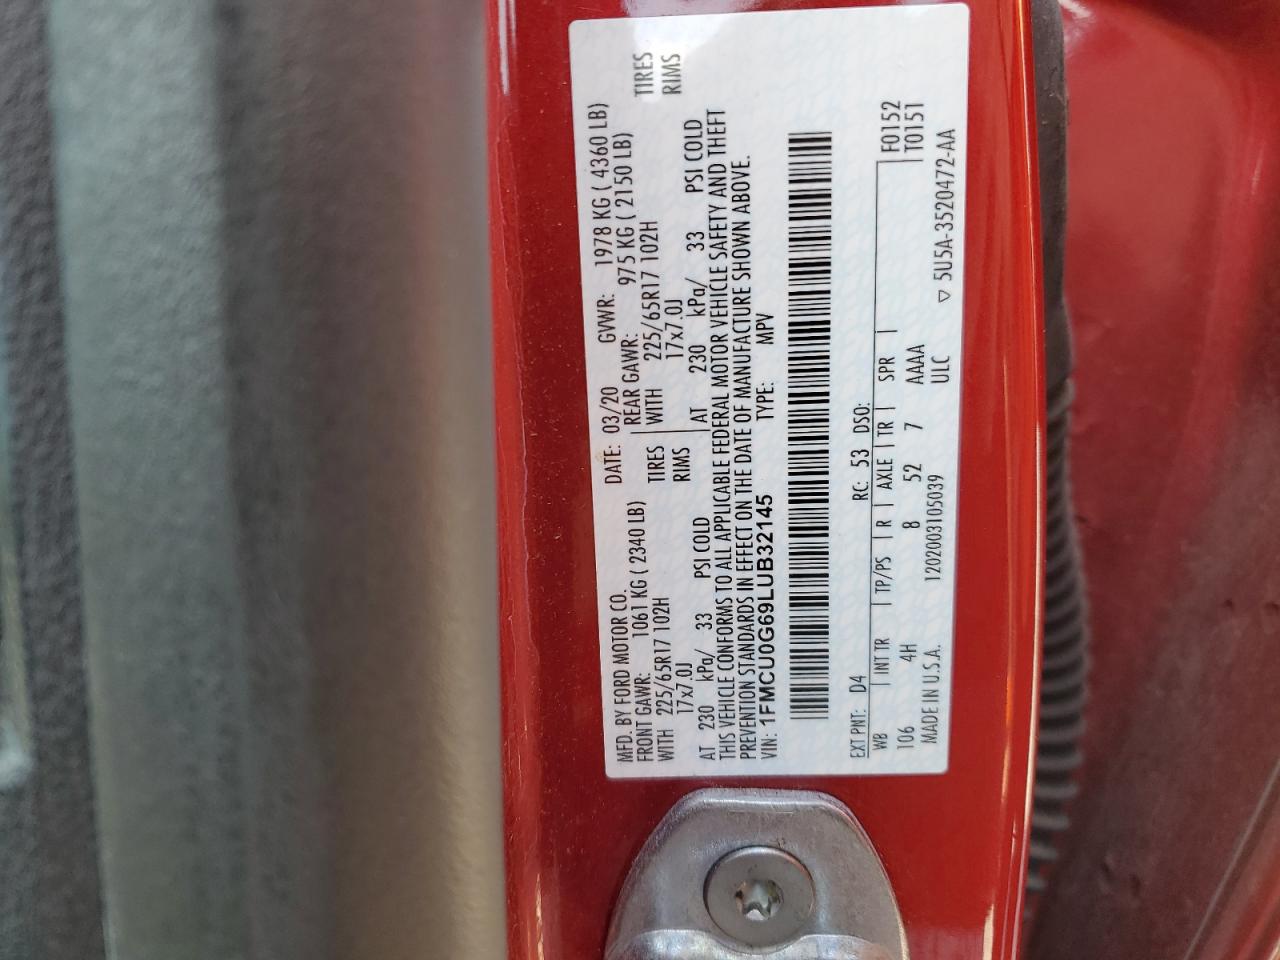 MFD. BY FORD MOTOR CO. DATE: 03/20 GVWR: 1978 KG ( 4360 LB)
FRONT GAWR: 1061 KG ( 2340 LB) REAR GAWR: 975 KG ( 2150 LB)
WITH 225/65R17 102H TIRES WITH 225/65R17 102H TIRES
17x7.0J RIMS 17x7.0J RIMS
AT 230 kPa/ 33 PSI COLD AT 230 kPa/ 33 PSI COLD
THIS VEHICLE CONFORMS TO ALL APPLICABLE FEDERAL MOTOR VEHICLE SAFETY AND THEFT
PREVENTION STANDARDS IN EFFECT ON THE DATE OF MANUFACTURE SHOWN ABOVE.
VIN: 1FMCU0G69LUB32145 TYPE: MPV
EXT PNT: D4 RC: 53 DSO:
WB INT TR TP/PS R AXLE TR SPR F0152
106 4H 8 52 7 AAAA T0151
MADE IN U.S.A. 1202003105039 ULC ▽ 5U5A-3520472-AA